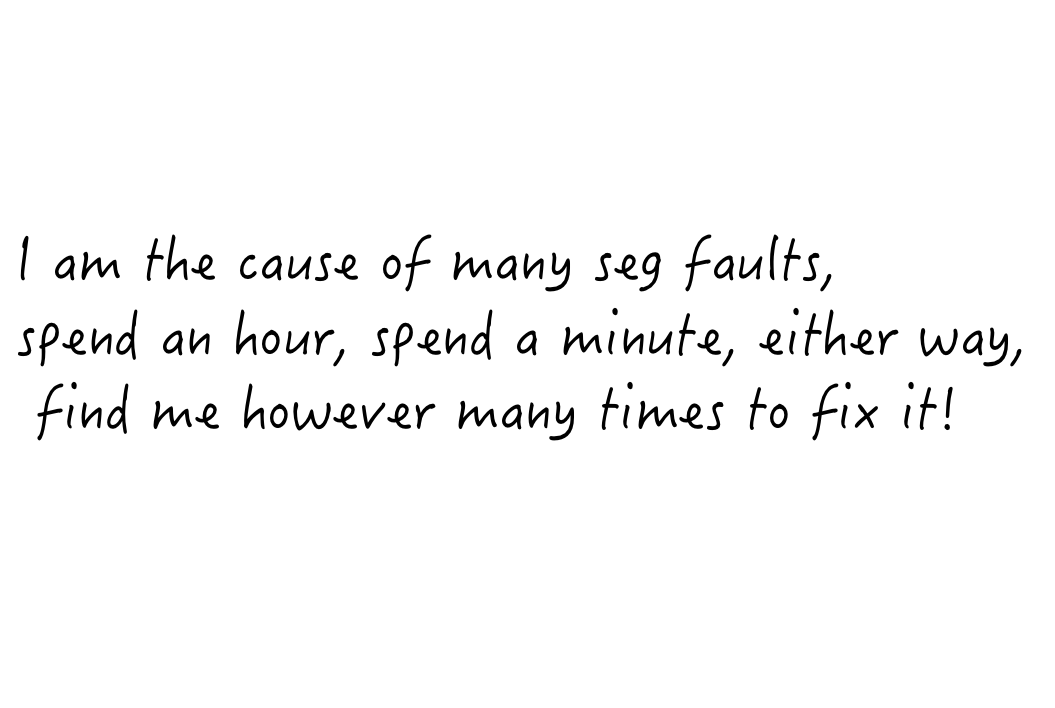 I am the cause of many seg faults,
spend an hour, spend a minute, either way,
find me however many times to fix it!